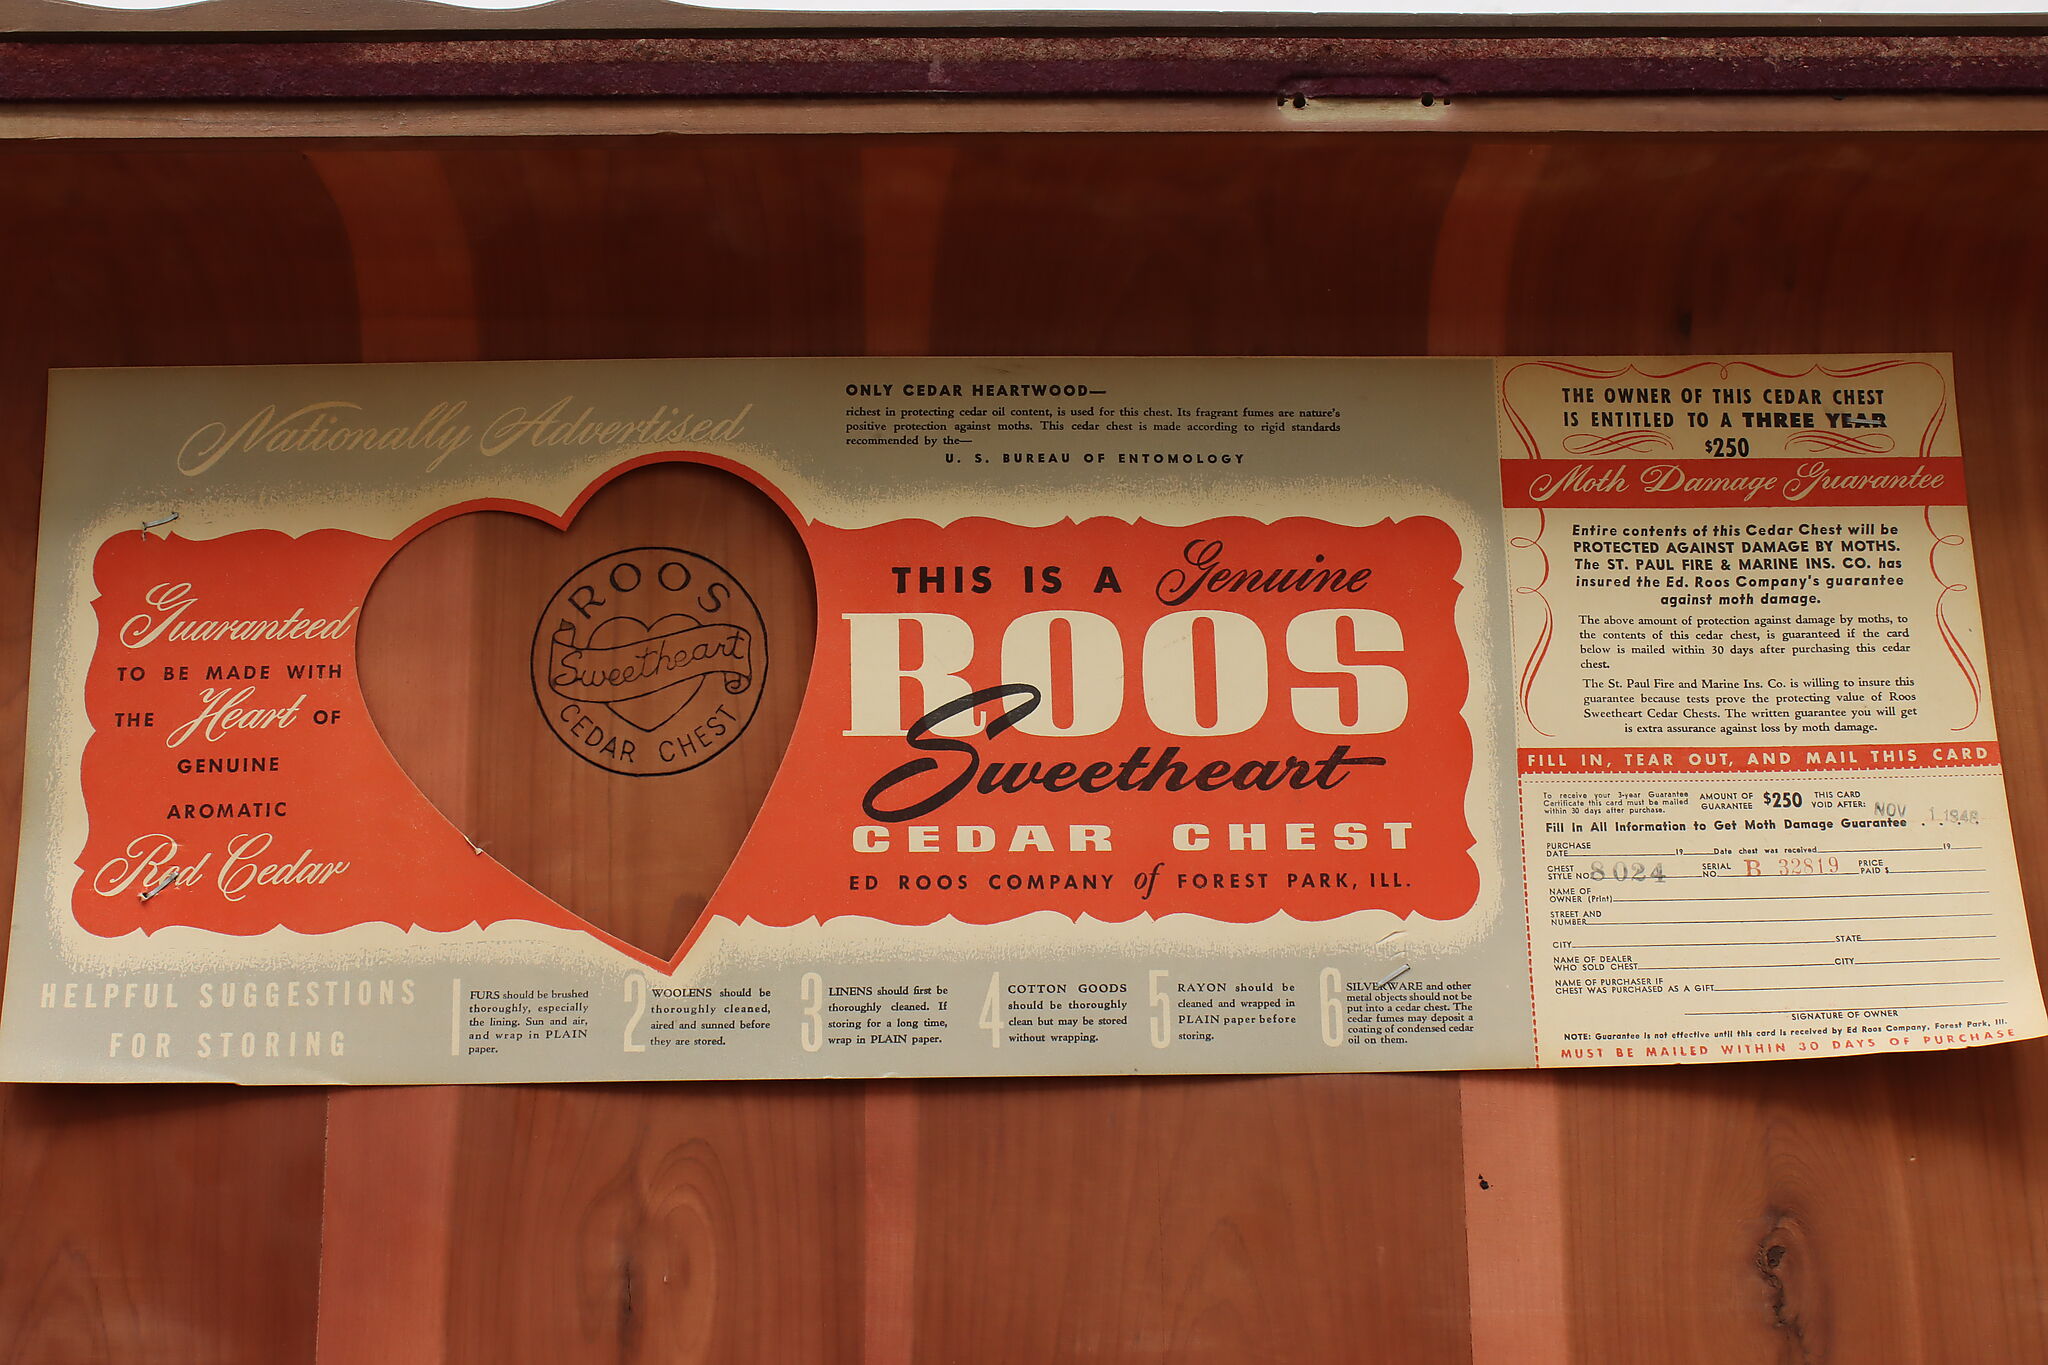 Nationally Advertised
ONLY CEDAR HEARTWOOD—
richest in protecting cedar oil content, is used for this chest. Its fragrant fumes are nature's
positive protection against moths. This cedar chest is made according to rigid standards
recommended by the—
U. S. BUREAU OF ENTOMOLOGY
Guaranteed
TO BE MADE WITH
THE Heart OF
GENUINE
AROMATIC
Red Cedar
ROOS
Sweetheart
CEDAR CHEST
THIS IS A Genuine
ROOS
Sweetheart
CEDAR CHEST
ED ROOS COMPANY of FOREST PARK, ILL.
HELPFUL SUGGESTIONS
FOR STORING
1
FURS should be brushed
thoroughly, especially
the lining. Sun and air,
and wrap in PLAIN
paper.
2
WOOLENS should be
thoroughly cleaned,
aired and sunned before
they are stored.
3
LINENS should first be
thoroughly cleaned. If
storing for a long time,
wrap in PLAIN paper.
4
COTTON GOODS
should be thoroughly
clean but may be stored
without wrapping.
5
RAYON should be
cleaned and wrapped in
PLAIN paper before
storing.
6
SILVERWARE and other
metal objects should not be
put into a cedar chest. The
cedar fumes may deposit a
coating of condensed cedar
oil on them.
THE OWNER OF THIS CEDAR CHEST
IS ENTITLED TO A THREE YEAR
$250
Moth Damage Guarantee
Entire contents of this Cedar Chest will be
PROTECTED AGAINST DAMAGE BY MOTHS.
The ST. PAUL FIRE & MARINE INS. CO. has
insured the Ed. Roos Company's guarantee
against moth damage.
The above amount of protection against damage by moths, to
the contents of this cedar chest, is guaranteed if the card
below is mailed within 30 days after purchasing this cedar
chest.
The St. Paul Fire and Marine Ins. Co. is willing to insure this
guarantee because tests prove the protecting value of Roos
Sweetheart Cedar Chests. The written guarantee you will get
is extra assurance against loss by moth damage.
FILL IN, TEAR OUT, AND MAIL THIS CARD
To receive your 3-year Guarantee
Certificate this card must be mailed
within 30 days after purchase.
AMOUNT OF
GUARANTEE $250
THIS CARD
VOID AFTER: NOV 1 1948
Fill In All Information to Get Moth Damage Guarantee . . . .
PURCHASE
DATE 19 Date chest was received 19
CHEST
STYLE NO. 8024 SERIAL
NO. B 32819 PRICE
PAID $
NAME OF
OWNER (Print)
STREET AND
NUMBER
CITY STATE
NAME OF DEALER
WHO SOLD CHEST CITY
NAME OF PURCHASER IF
CHEST WAS PURCHASED AS A GIFT
SIGNATURE OF OWNER
NOTE: Guarantee is not effective until this card is received by Ed Roos Company, Forest Park, Ill.
MUST BE MAILED WITHIN 30 DAYS OF PURCHASE